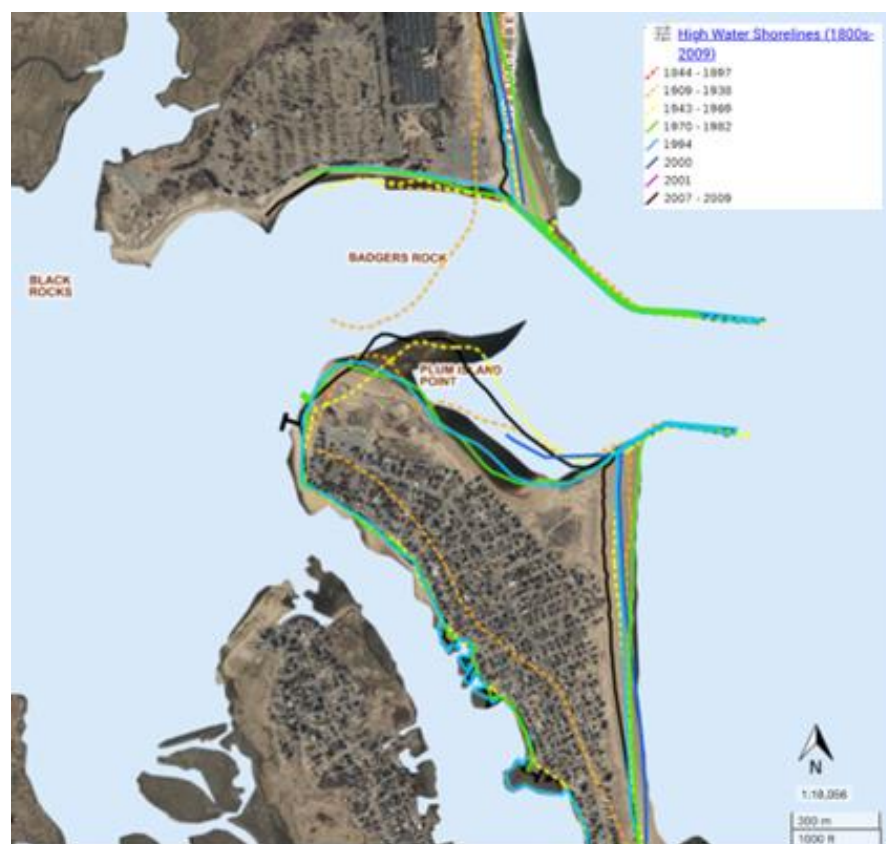 High Water Shorelines (1800s-
2009)
1844 - 1897
1909 - 1938
1943 - 1969
1970 - 1982
1994
2000
2001
2007 - 2009
BADGERS ROCK
BLACK
ROCKS
PLUM ISLAND
POINT
N
300 m
1000 ft